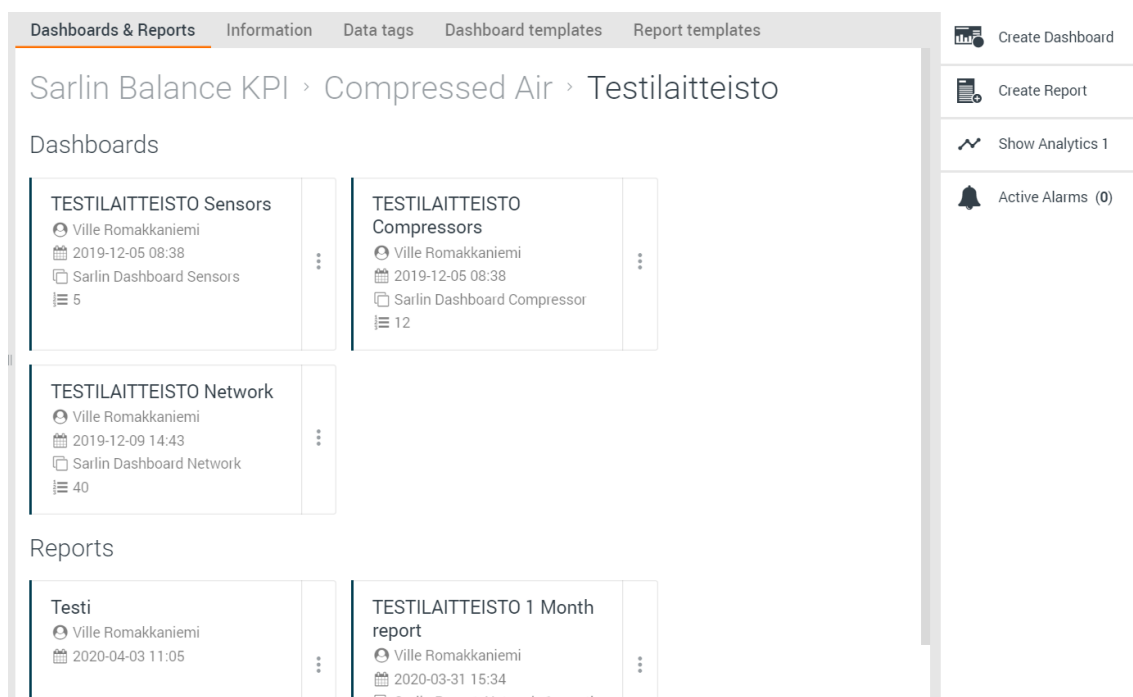 Dashboards & Reports Information Data tags Dashboard templates Report templates
Sarlin Balance KPI › Compressed Air › Testilaitteisto
Dashboards
TESTILAITTEISTO Sensors
Ville Romakkaniemi
2019-12-05 08:38
Sarlin Dashboard Sensors
5
TESTILAITTEISTO
Compressors
Ville Romakkaniemi
2019-12-05 08:38
Sarlin Dashboard Compressor
12
TESTILAITTEISTO Network
Ville Romakkaniemi
2019-12-09 14:43
Sarlin Dashboard Network
40
Reports
Testi
Ville Romakkaniemi
2020-04-03 11:05
TESTILAITTEISTO 1 Month
report
Ville Romakkaniemi
2020-03-31 15:34
Create Dashboard
Create Report
Show Analytics 1
Active Alarms (0)